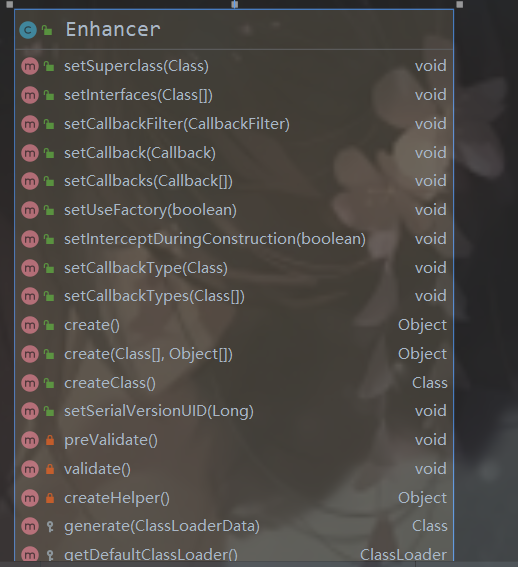 C Enhancer
m setSuperclass(Class) void
m setInterfaces(Class[]) void
m setCallbackFilter(CallbackFilter) void
m setCallback(Callback) void
m setCallbacks(Callback[]) void
m setUseFactory(boolean) void
m setInterceptDuringConstruction(boolean) void
m setCallbackType(Class) void
m setCallbackTypes(Class[]) void
m create() Object
m create(Class[], Object[]) Object
m createClass() Class
m setSerialVersionUID(Long) void
m preValidate() void
m validate() void
m createHelper() Object
m generate(ClassLoaderData) Class
m getDefaultClassLoader() ClassLoader